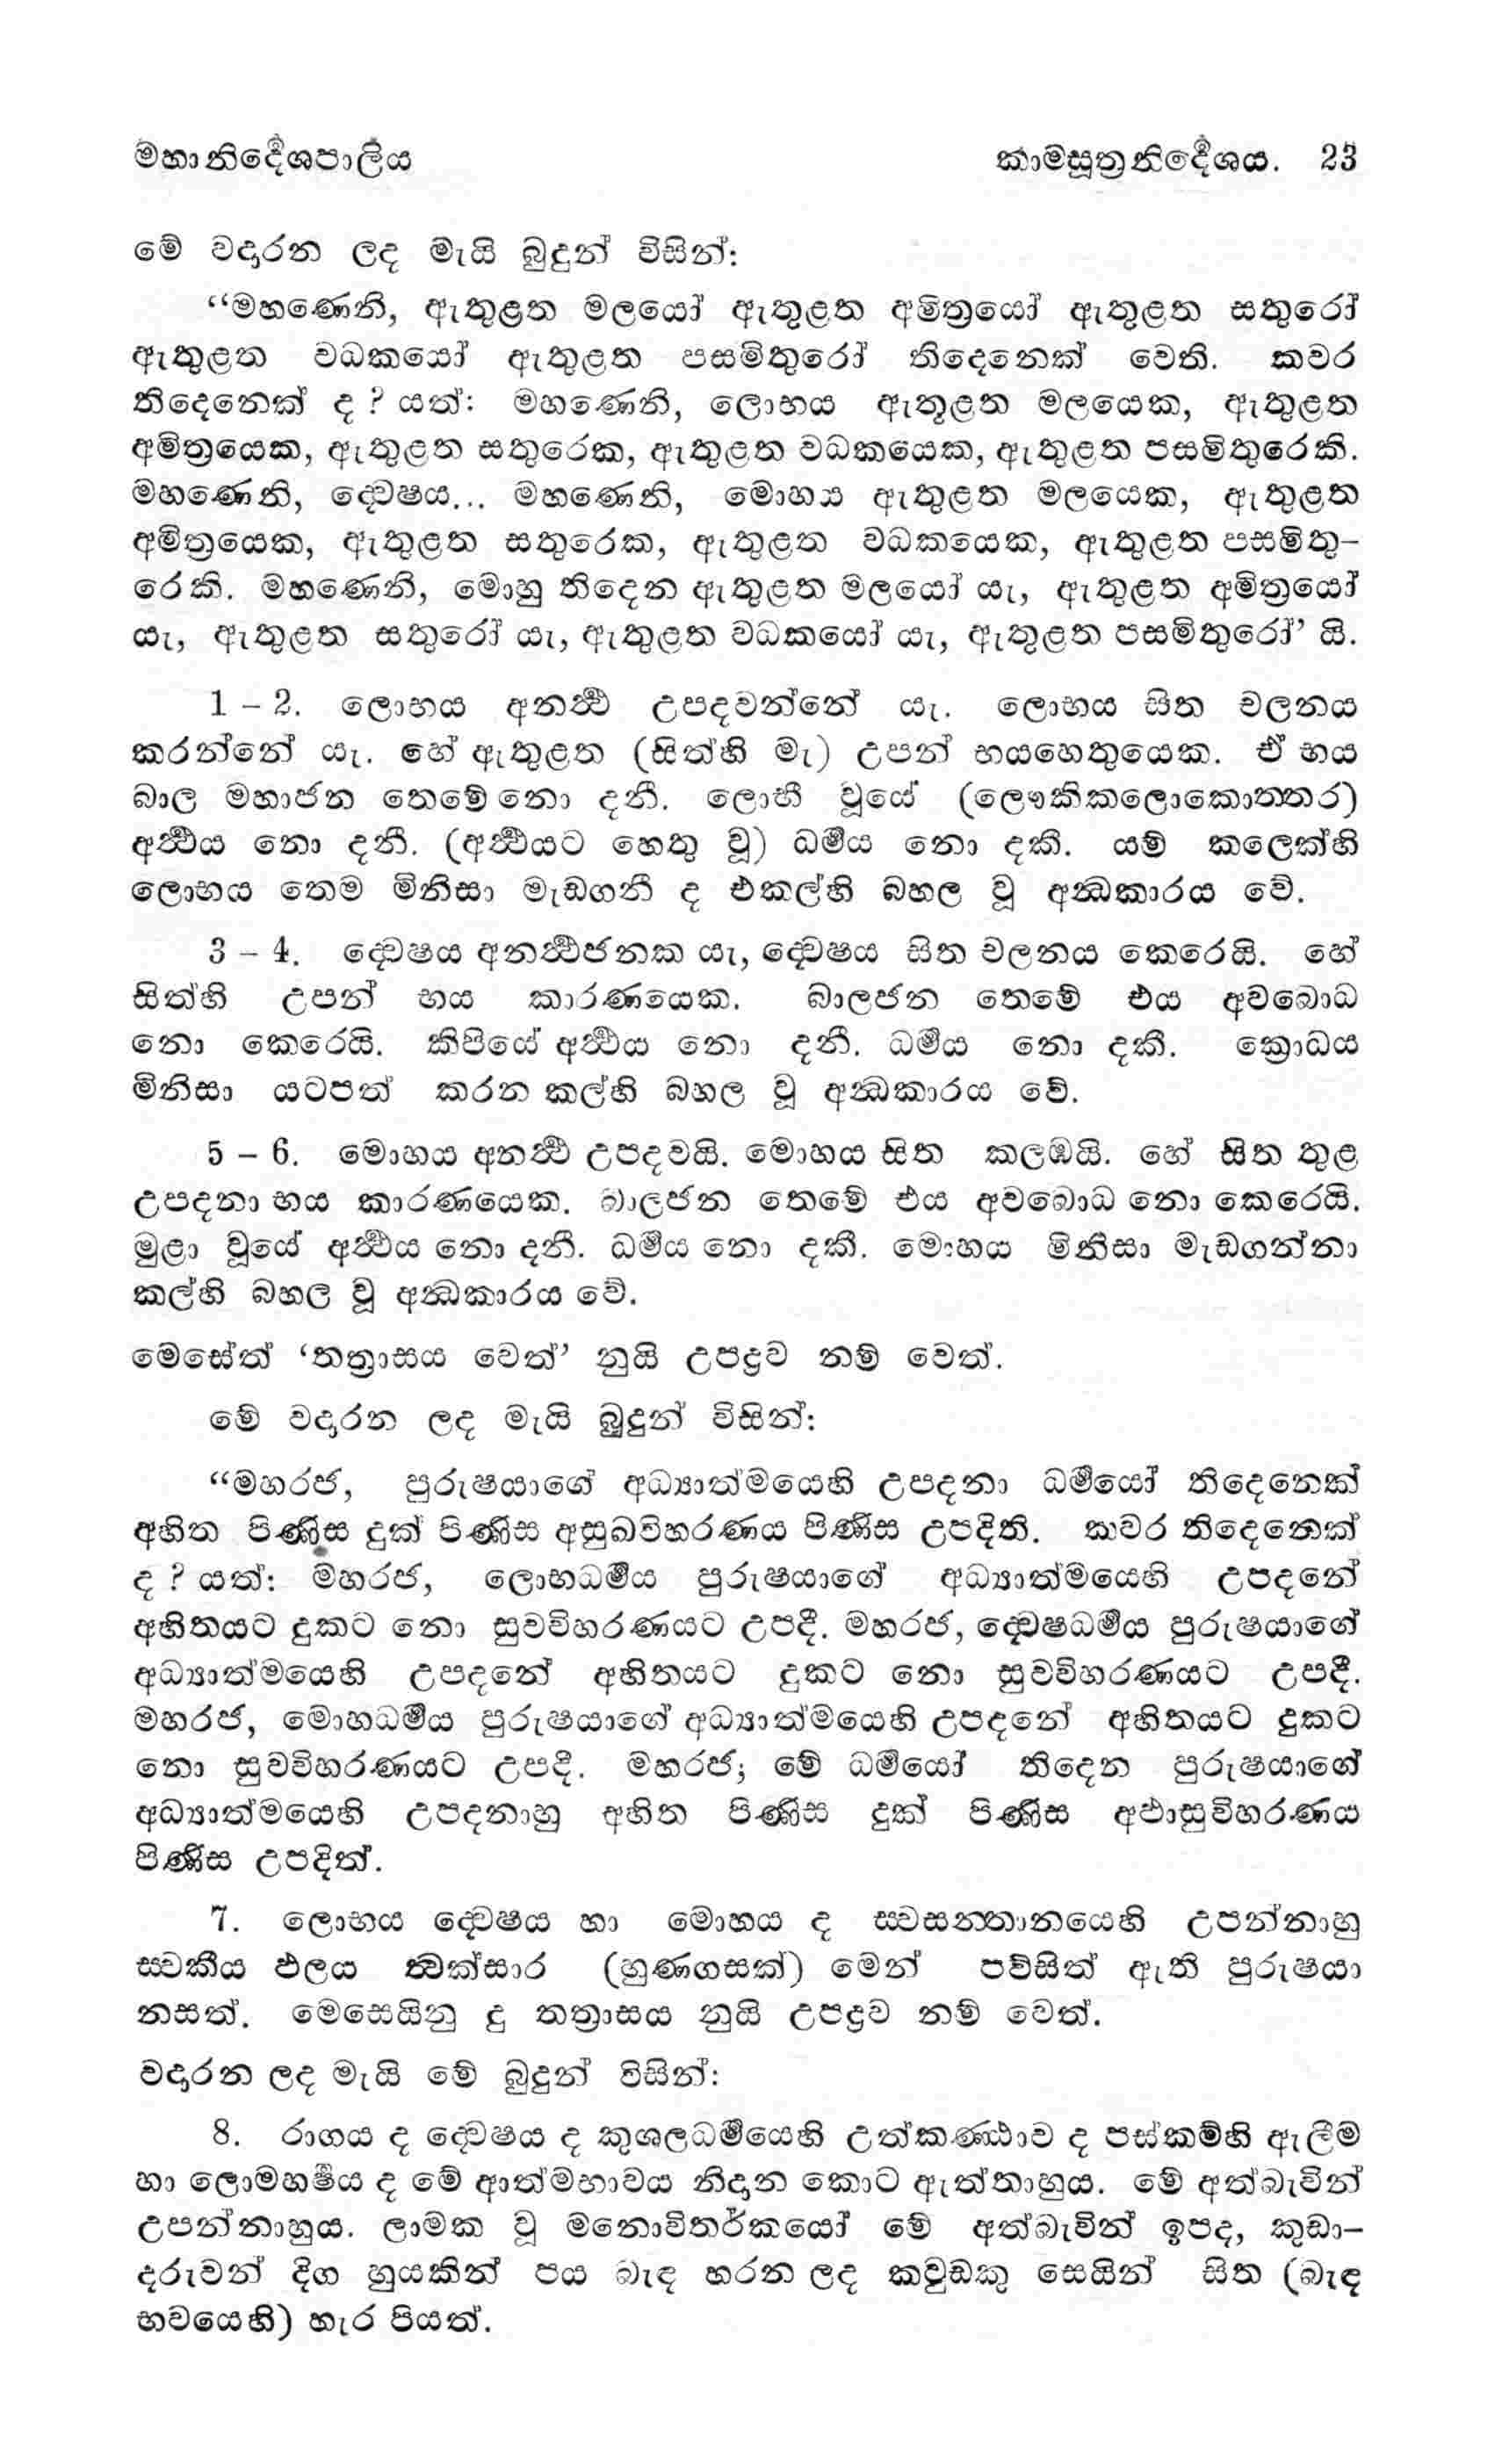 මහානිර්දේශපාලිය කාමසූත්‍රනිර්දේශය. 23
මේ වදාරන ලද මැයි බුදුන් විසින්:
“මහණෙනි, ඇතුළත මලයෝ ඇතුළත අමිත්‍රයෝ ඇතුළත සතුරෝ
ඇතුළත වධකයෝ ඇතුළත පසමිතුරෝ තිදෙනෙක් වෙති. කවර
තිදෙනෙක් ද ? යත්: මහණෙනි, ලොභය ඇතුළත මලයෙක, ඇතුළත
අමිත්‍රයෙක, ඇතුළත සතුරෙක, ඇතුළත වධකයෙක, ඇතුළත පසමිතුරෙකි.
මහණෙනි, ද්වේෂය... මහණෙනි, මොහය ඇතුළත මලයෙක, ඇතුළත
අමිත්‍රයෙක, ඇතුළත සතුරෙක, ඇතුළත වධකයෙක, ඇතුළත පසමිතු-
රෙකි. මහණෙනි, මොහු තිදෙන ඇතුළත මලයෝ යැ, ඇතුළත අමිත්‍රයෝ
යැ, ඇතුළත සතුරෝ යැ, ඇතුළත වධකයෝ යැ, ඇතුළත පසමිතුරෝ’ යි.
1 – 2. ලොභය අනර්ථ උපදවන්නේ යැ. ලොභය සිත චලනය
කරන්නේ යැ. හේ ඇතුළත (සිත්හි මැ) උපන් භයහෙතුයෙක. ඒ භය
බාල මහාජන තෙමේ නො දනී. ලොභී වූයේ (ලෞකිකලොකොත්තර)
අර්ථය නො දනී. (අර්ථයට හෙතු වූ) ධර්මය නො දකී. යම් කලෙක්හි
ලොභය තෙම මිනිසා මැඩගනී ද එකල්හි බහල වූ අන්‍ධකාරය වේ.
3 – 4. ද්වේෂය අනර්ථජනක යැ, ද්වේෂය සිත චලනය කෙරෙයි. හේ
සිත්හි උපන් භය කාරණයෙක. බාලජන තෙමේ එය අවබොධ
නො කෙරෙයි. කිපියේ අර්ථය නො දනී. ධර්මය නො දකී. ක්‍රොධය
මිනිසා යටපත් කරන කල්හි බහල වූ අන්‍ධකාරය වේ.
5 – 6. මොහය අනර්ථ උපදවයි. මොහය සිත කලඹයි. හේ සිත තුළ
උපදනා භය කාරණයෙක. බාලජන තෙමේ එය අවබොධ නො කෙරෙයි.
මුළා වූයේ අර්ථය නො දනී. ධර්මය නො දකී. මොහය මිනිසා මැඩගන්නා
කල්හි බහල වූ අන්‍ධකාරය වේ.
මෙසේත් ‘තත්‍රාසය වෙත්’ නුයි උපද්‍රව නම් වෙත්.
මේ වදාරන ලද මැයි බුදුන් විසින්:
“මහරජ, පුරුෂයාගේ අධ්‍යාත්මයෙහි උපදනා ධර්මයෝ තිදෙනෙක්
අහිත පිණිස දුක් පිණිස අසුඛවිහරණය පිණිස උපදිති. කවර තිදෙනෙක්
ද ? යත්: මහරජ, ලොභධර්මය පුරුෂයාගේ අධ්‍යාත්මයෙහි උපදනේ
අහිතයට දුකට නො සුවවිහරණයට උපදී. මහරජ, ද්වේෂධර්මය පුරුෂයාගේ
අධ්‍යාත්මයෙහි උපදනේ අහිතයට දුකට නො සුවවිහරණයට උපදී.
මහරජ, මොහධර්මය පුරුෂයාගේ අධ්‍යාත්මයෙහි උපදනේ අහිතයට දුකට
නො සුවවිහරණයට උපදී. මහරජ; මේ ධර්මයෝ තිදෙන පුරුෂයාගේ
අධ්‍යාත්මයෙහි උපදනාහු අහිත පිණිස දුක් පිණිස අඵාසුවිහරණය
පිණිස උපදිත්.
7. ලොභය ද්වේෂය හා මොහය ද ස්වසන්තානයෙහි උපන්නාහු
ස්වකීය ඵලය ත්වක්සාර (හුණගසක්) මෙන් පව්සිත් ඇති පුරුෂයා
නසත්. මෙසෙයිනු දු තත්‍රාසය නුයි උපද්‍රව නම් වෙත්.
වදාරන ලද මැයි මේ බුදුන් විසින්:
8. රාගය ද ද්වේෂය ද කුශලධර්මයෙහි උත්කණ්ඨාව ද පස්කම්හි ඇලීම
හා ලොමහර්ෂය ද මේ ආත්මභාවය නිදාන කොට ඇත්තාහුය. මේ අත්බැවින්
උපන්නාහුය. ලාමක වූ මනොවිතර්කයෝ මේ අත්බැවින් ඉපද, කුඩා-
දරුවන් දිග හුයකින් පය බැඳ හරන ලද කවුඩකු සෙයින් සිත (බැඳ
භවයෙහි) හැර පියත්.